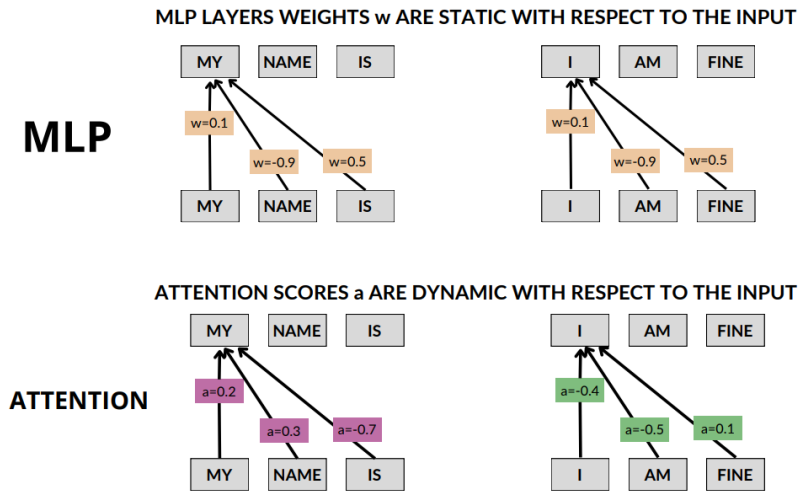 MLP LAYERS WEIGHTS w ARE STATIC WITH RESPECT TO THE INPUT
MY NAME IS
I AM FINE
MLP
w=0.1
w=-0.9
w=0.5
w=0.1
w=-0.9
w=0.5
MY NAME IS
I AM FINE
ATTENTION SCORES a ARE DYNAMIC WITH RESPECT TO THE INPUT
MY NAME IS
I AM FINE
ATTENTION
a=0.2
a=0.3
a=-0.7
a=-0.4
a=-0.5
a=0.1
MY NAME IS
I AM FINE